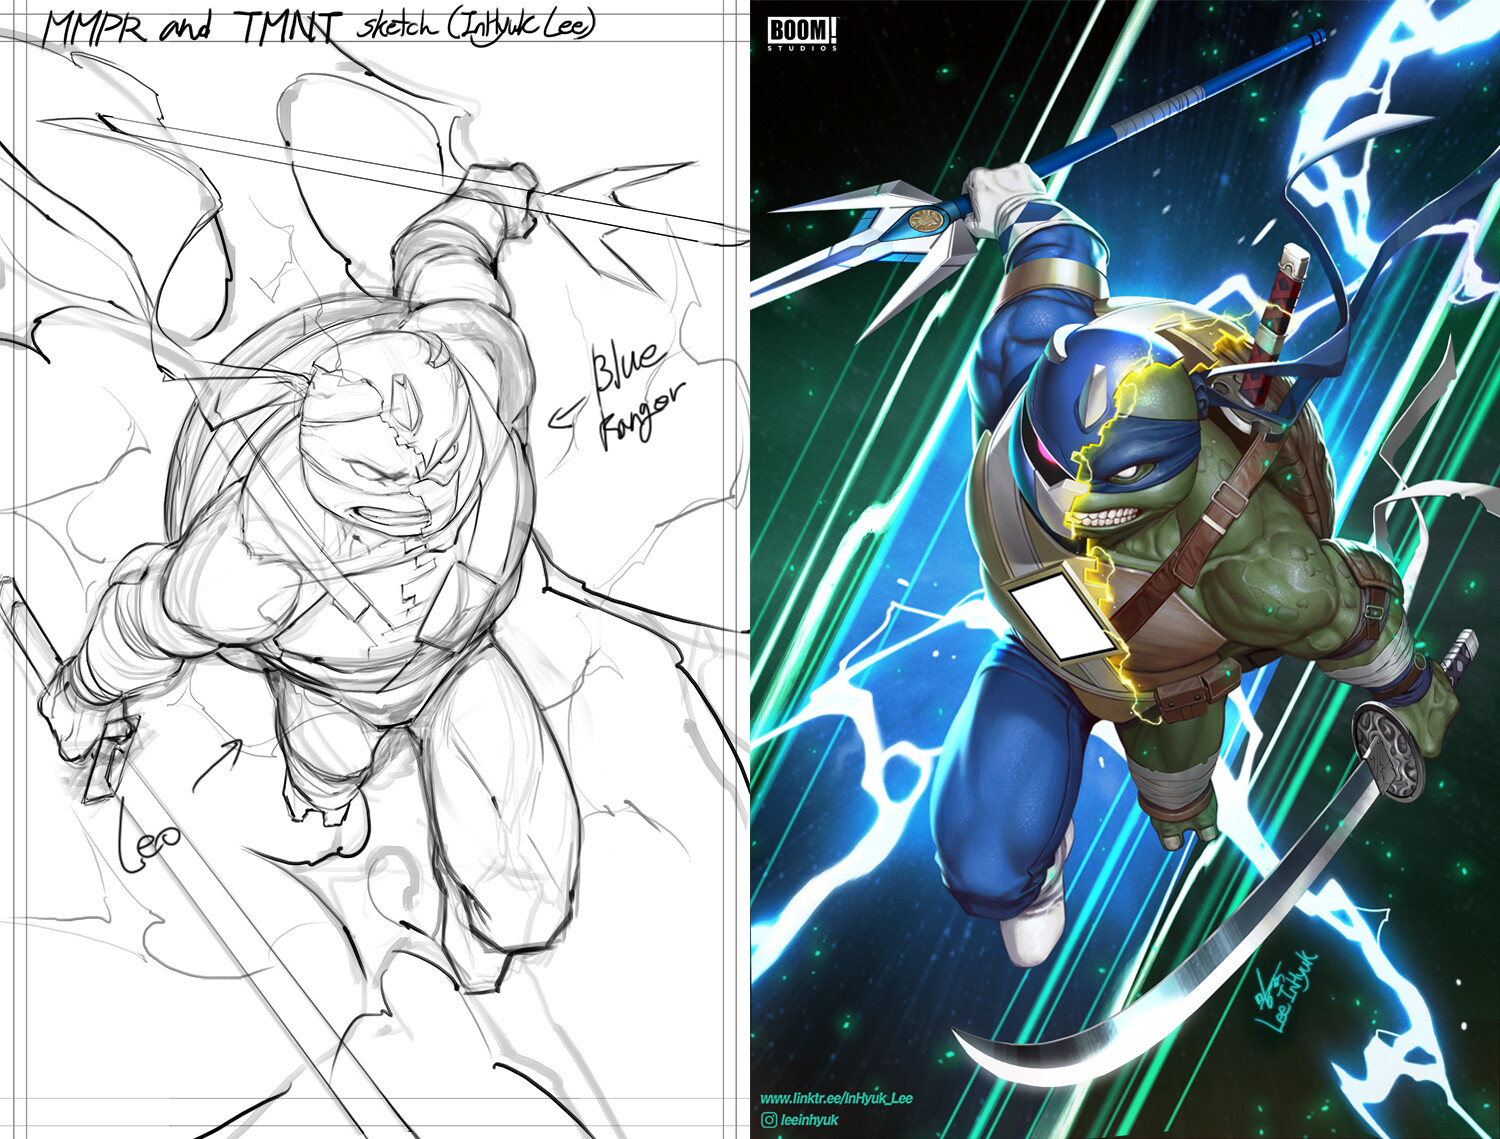 MMPR and TMNT sketch (InHyuk Lee)
Blue
Rangor
Leo
BOOM!
STUDIOS
Lee InHyuk
www.linktr.ee/InHyuk_Lee
leeinhyuk